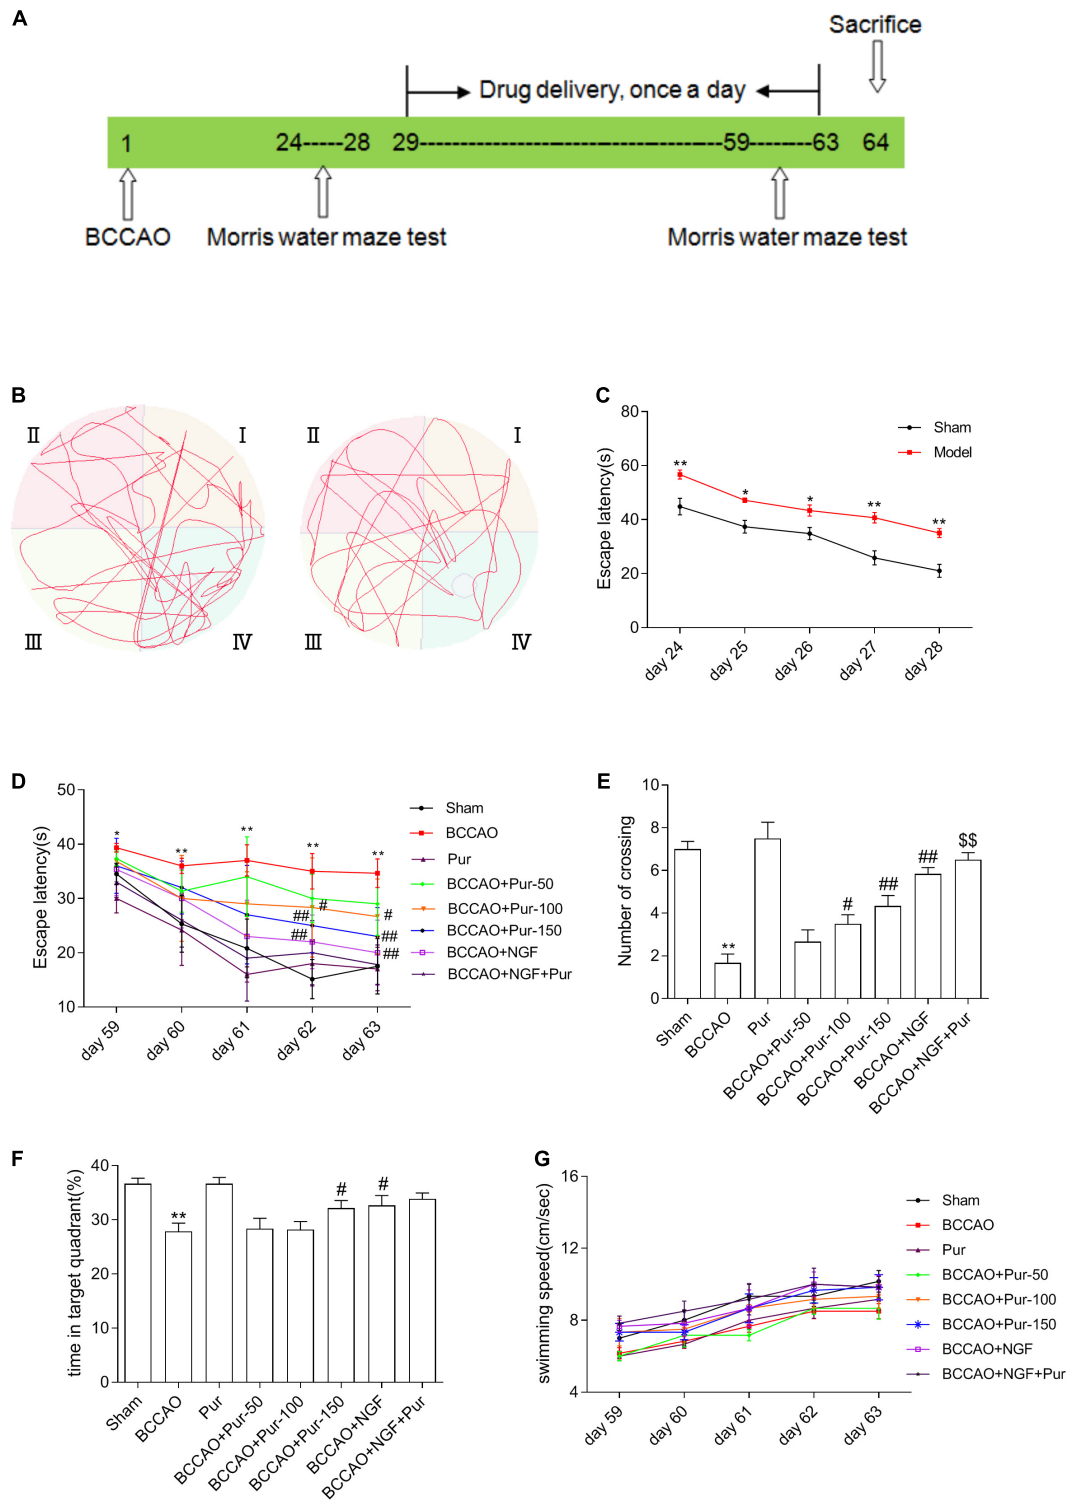 A
Sacrifice
Drug delivery, once a day
1 24-----28 29---------------------------------------59--------63 64
BCCAO Morris water maze test Morris water maze test
B
II I
III IV
II I
III IV
C
Escape latency(s)
80
60
40
20
0
** * * ** **
Sham
Model
day 24 day 25 day 26 day 27 day 28
D
Escape latency(s)
50
40
30
20
10
* ** ** ** **
# #
## ##
## ##
Sham
BCCAO
Pur
BCCAO+Pur-50
BCCAO+Pur-100
BCCAO+Pur-150
BCCAO+NGF
BCCAO+NGF+Pur
day 59 day 60 day 61 day 62 day 63
E
Number of crossing
10
8
6
4
2
0
** # ## ## $$
Sham BCCAO Pur BCCAO+Pur-50 BCCAO+Pur-100 BCCAO+Pur-150 BCCAO+NGF BCCAO+NGF+Pur
F
time in target quadrant(%)
40
30
20
10
0
** # #
Sham BCCAO Pur BCCAO+Pur-50 BCCAO+Pur-100 BCCAO+Pur-150 BCCAO+NGF BCCAO+NGF+Pur
G
swimming speed(cm/sec)
16
12
8
4
Sham
BCCAO
Pur
BCCAO+Pur-50
BCCAO+Pur-100
BCCAO+Pur-150
BCCAO+NGF
BCCAO+NGF+Pur
day 59 day 60 day 61 day 62 day 63